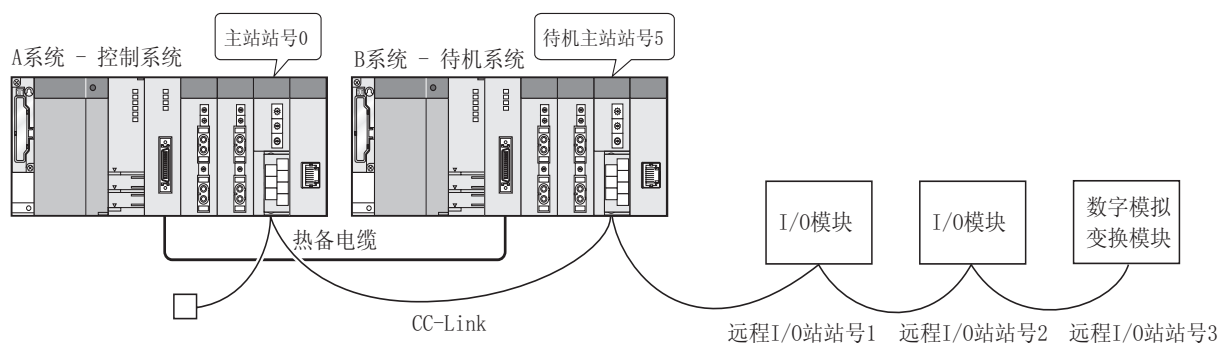 主站站号0
待机主站站号5
A系统 - 控制系统
B系统 - 待机系统
I/O模块
I/O模块
数字模拟
变换模块
热备电缆
CC-Link
远程I/O站站号1
远程I/O站站号2
远程I/O站站号3